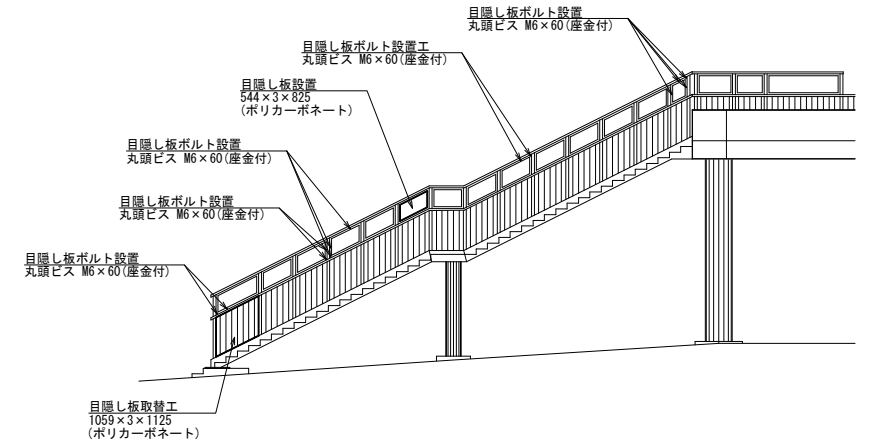 目隠し板ボルト設置
丸頭ビス M6×60(座金付)
目隠し板ボルト設置工
丸頭ビス M6×60(座金付)
目隠し板設置
544×3×825
(ポリカーボネート)
目隠し板ボルト設置
丸頭ビス M6×60(座金付)
目隠し板ボルト設置
丸頭ビス M6×60(座金付)
目隠し板ボルト設置
丸頭ビス M6×60(座金付)
目隠し板取替工
1059×3×1125
(ポリカーボネート)